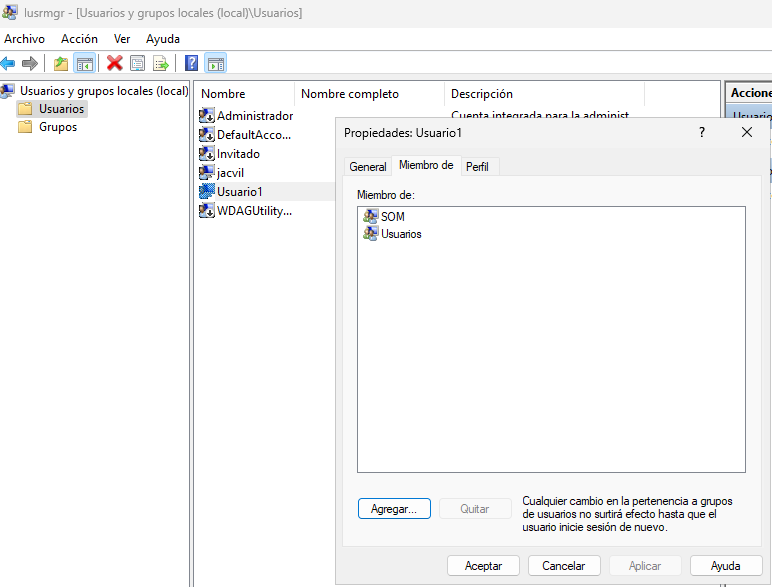 lusrmgr - [Usuarios y grupos locales (local)\Usuarios]
Archivo Acción Ver Ayuda
Usuarios y grupos locales (local)
Usuarios
Grupos
Nombre Nombre completo Descripción
Administrador Cuenta integrada para la administ
DefaultAcco...
Invitado
jacvil
Usuario1
WDAGUtility...
Accione
Usuario
Propiedades: Usuario1 ?
General Miembro de Perfil
Miembro de:
SOM
Usuarios
Agregar... Quitar
Cualquier cambio en la pertenencia a grupos
de usuarios no surtirá efecto hasta que el
usuario inicie sesión de nuevo.
Aceptar Cancelar Aplicar Ayuda